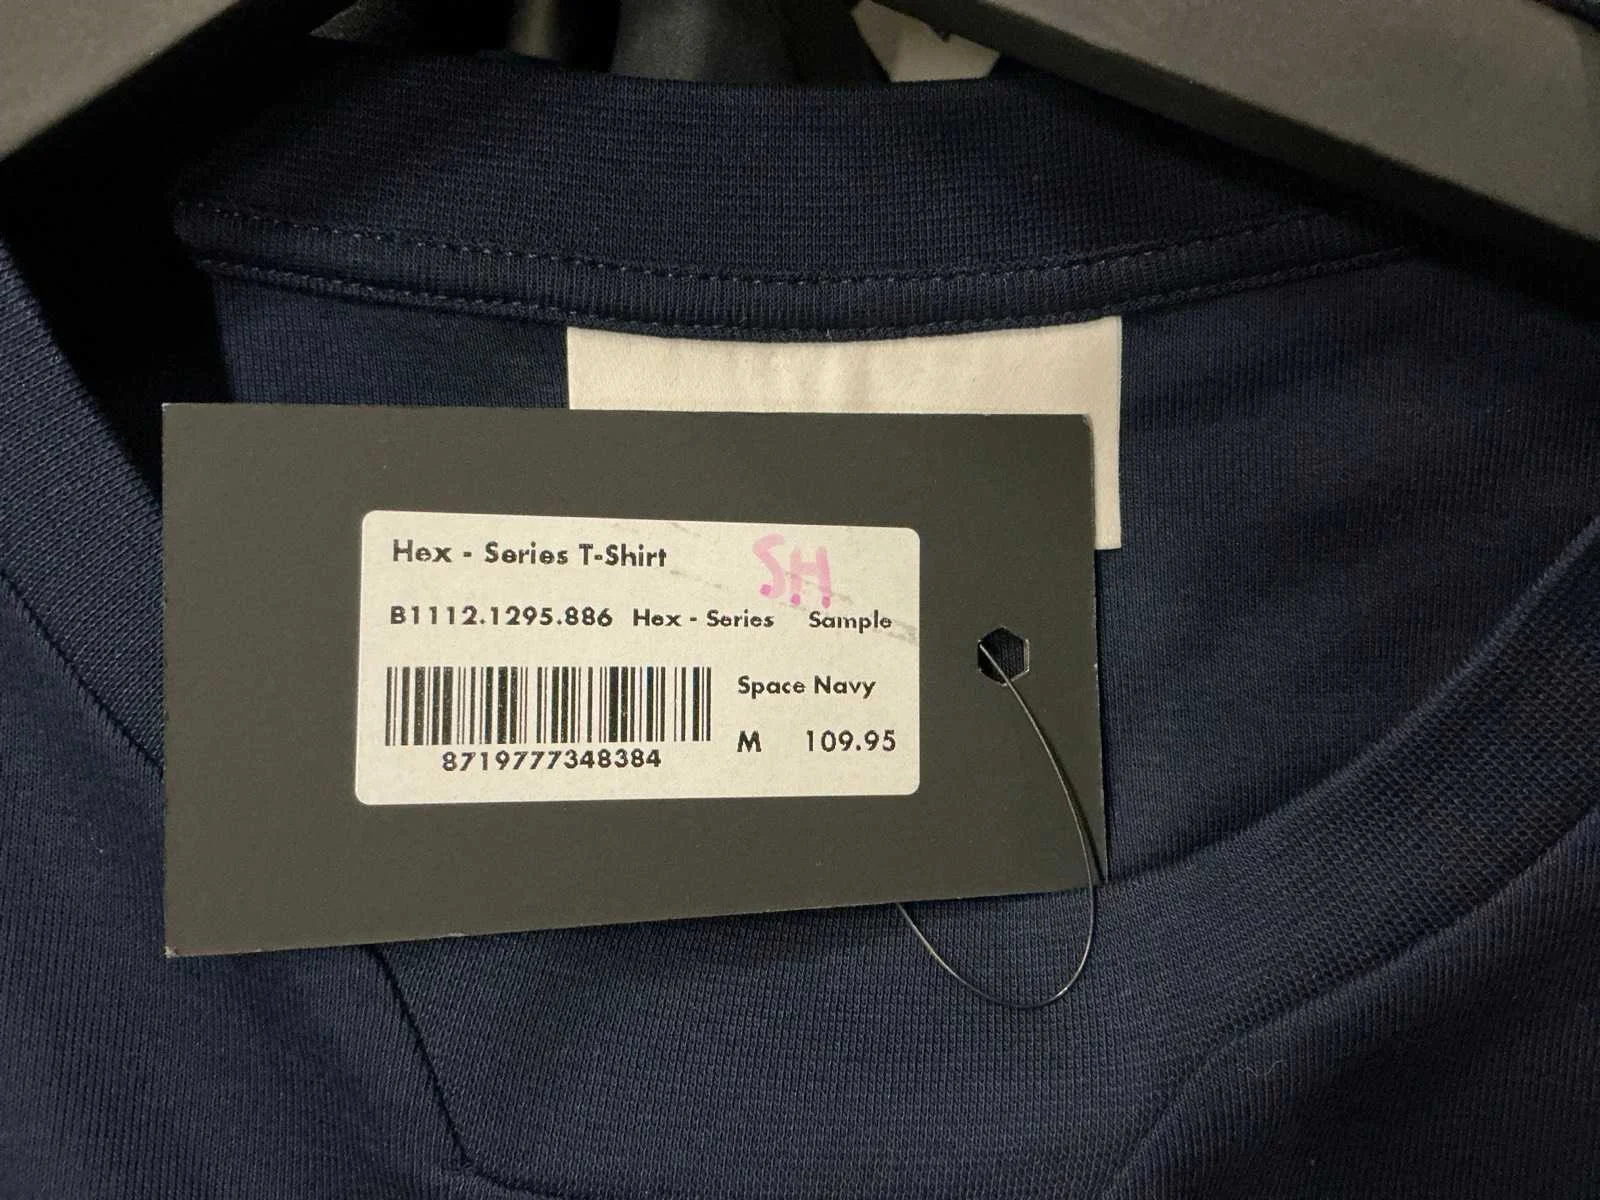 Hex - Series T-Shirt
S.H.
B1112.1295.886 Hex - Series Sample
Space Navy
8719777348384
M 109.95